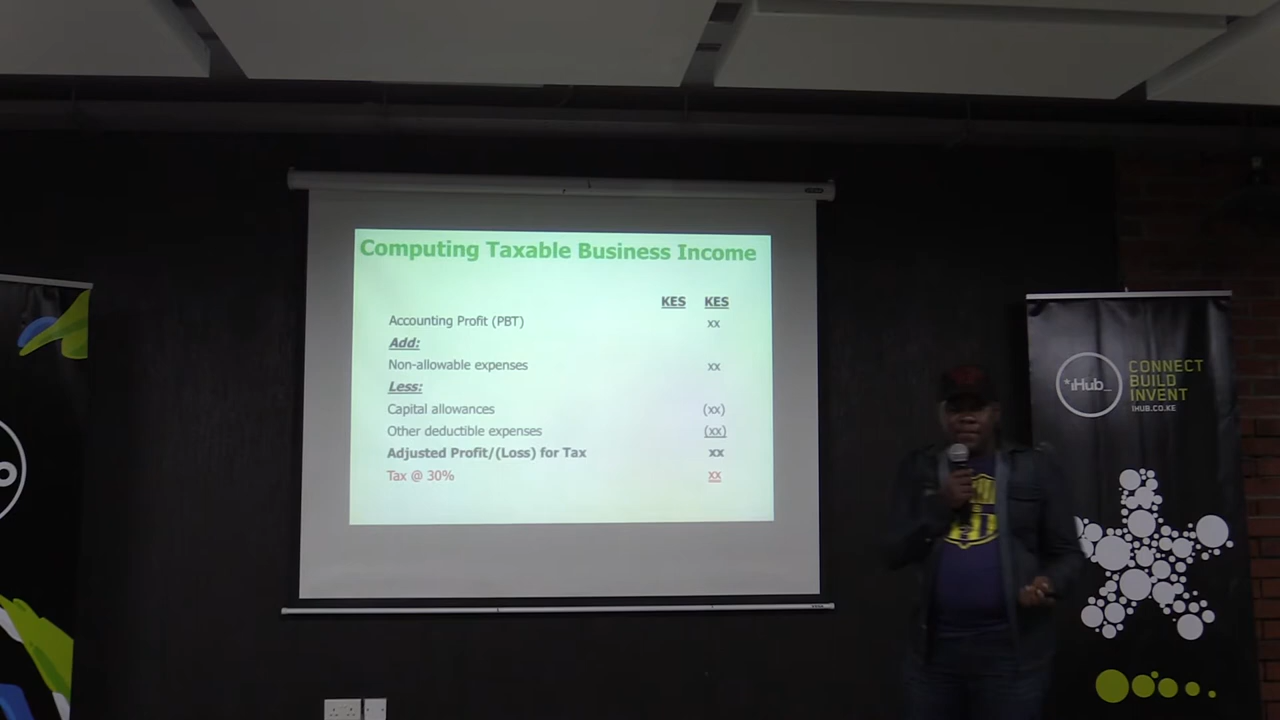 Computing Taxable Business Income
KES KES
Accounting Profit (PBT) xx
Add:
Non-allowable expenses xx
Less:
Capital allowances (xx)
Other deductible expenses (xx)
Adjusted Profit/(Loss) for Tax xx
Tax @ 30% xx
*iHub_
CONNECT
BUILD
INVENT
IHUB.CO.KE